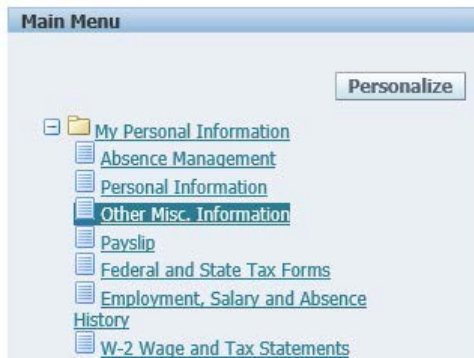 Main Menu
Personalize
My Personal Information
Absence Management
Personal Information
Other Misc. Information
Payslip
Federal and State Tax Forms
Employment, Salary and Absence
History
W-2 Wage and Tax Statements